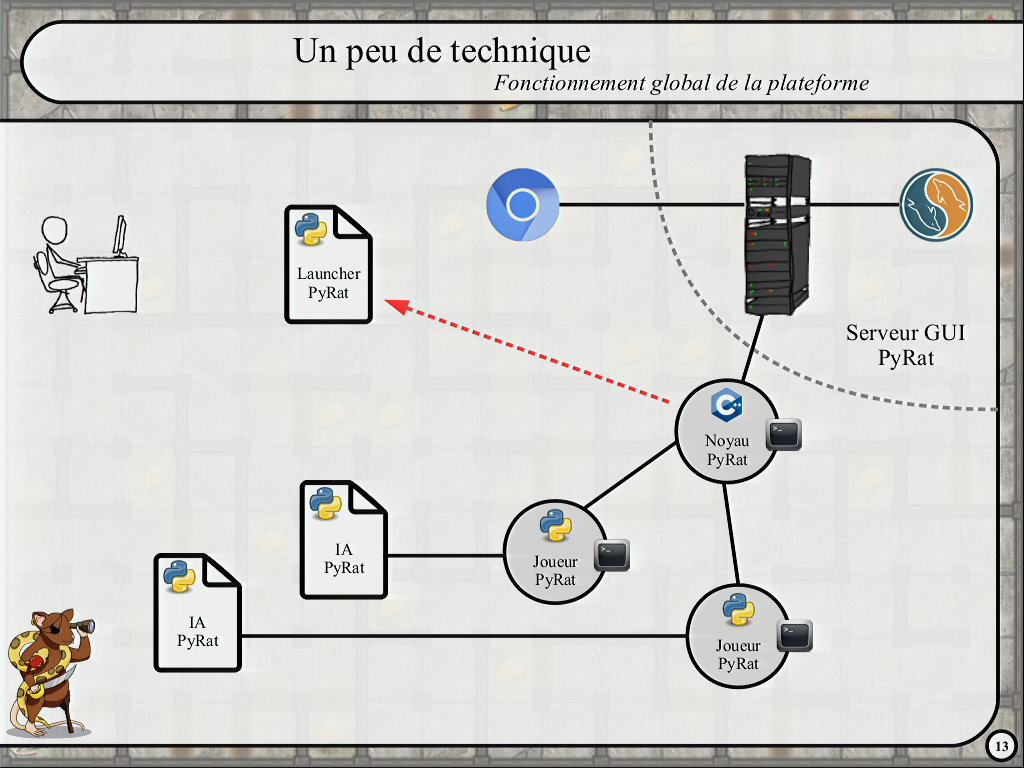 Un peu de technique
Fonctionnement global de la plateforme
Launcher
PyRat
Serveur GUI
PyRat
C++
Noyau
PyRat
>_
IA
PyRat
Joueur
PyRat
>_
IA
PyRat
Joueur
PyRat
>_
13